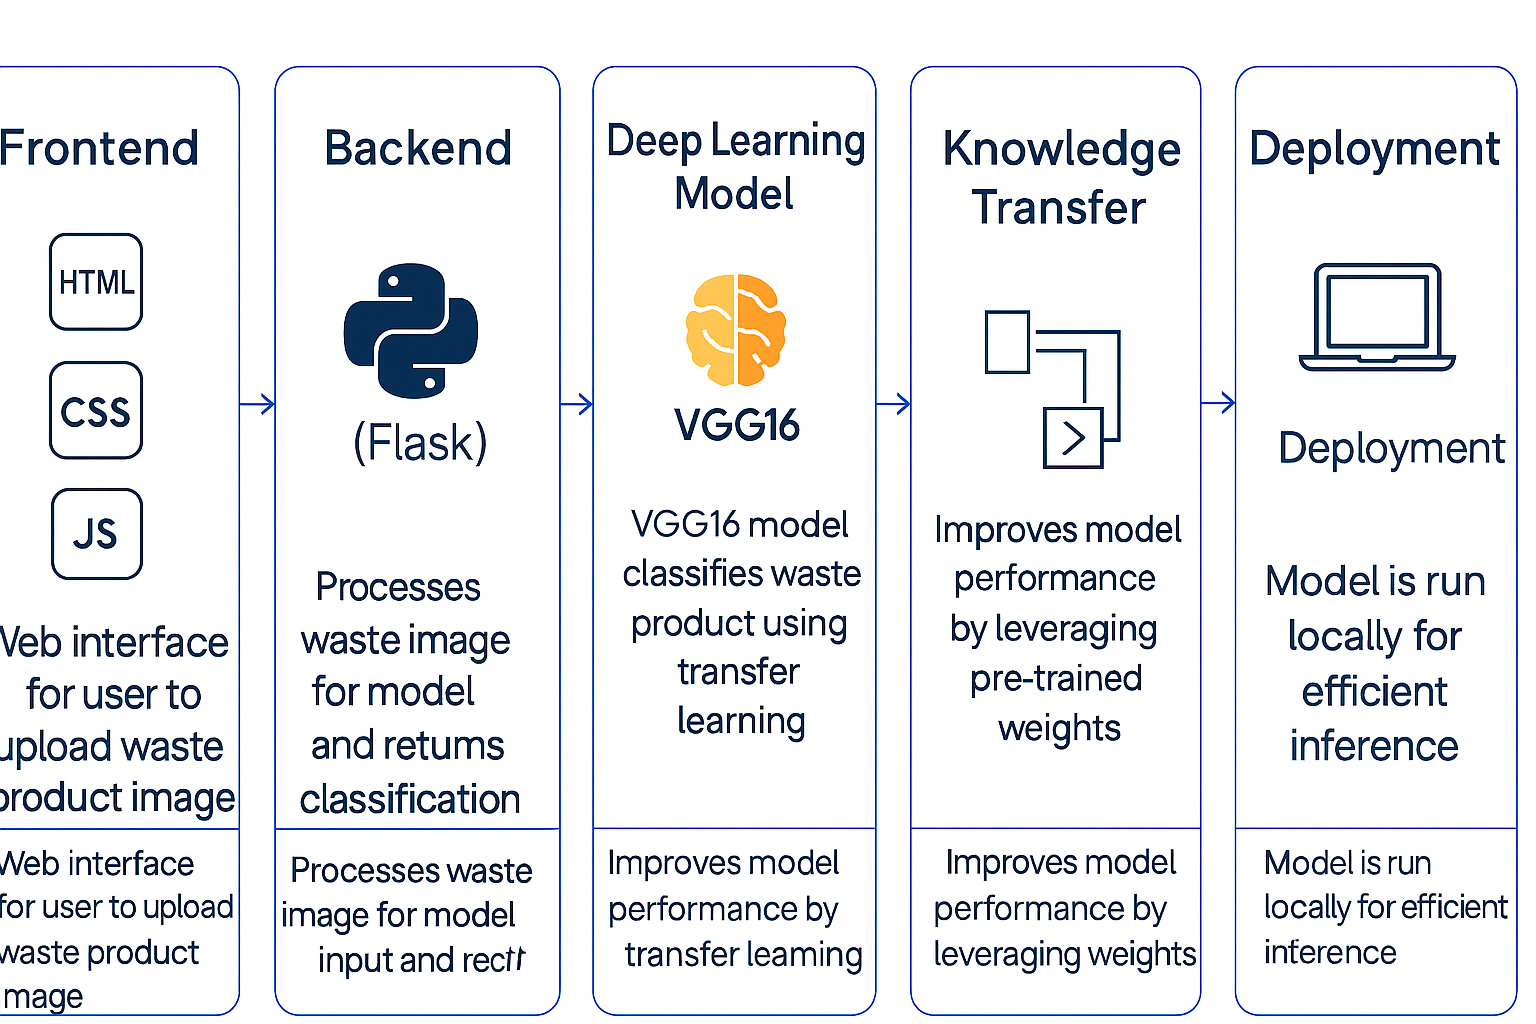 Frontend
HTML
CSS
JS
Web interface
for user to
upload waste
product image
Web interface
for user to upload
waste product
mage
Backend
(Flask)
Processes
waste image
for model
and retums
classification
Processes waste
image for model
input and
Deep Learning
Model
VGG16
VGG16 model
classifies waste
product using
transfer
learning
Improves model
performance by
transfer leaming
Knowledge
Transfer
Improves model
performance
by leveraging
pre-trained
weights
Improves model
performance by
leveraging weights
Deployment
Deployment
Model is run
locally for
efficient
inference
Model is run
locally for efficient
inference